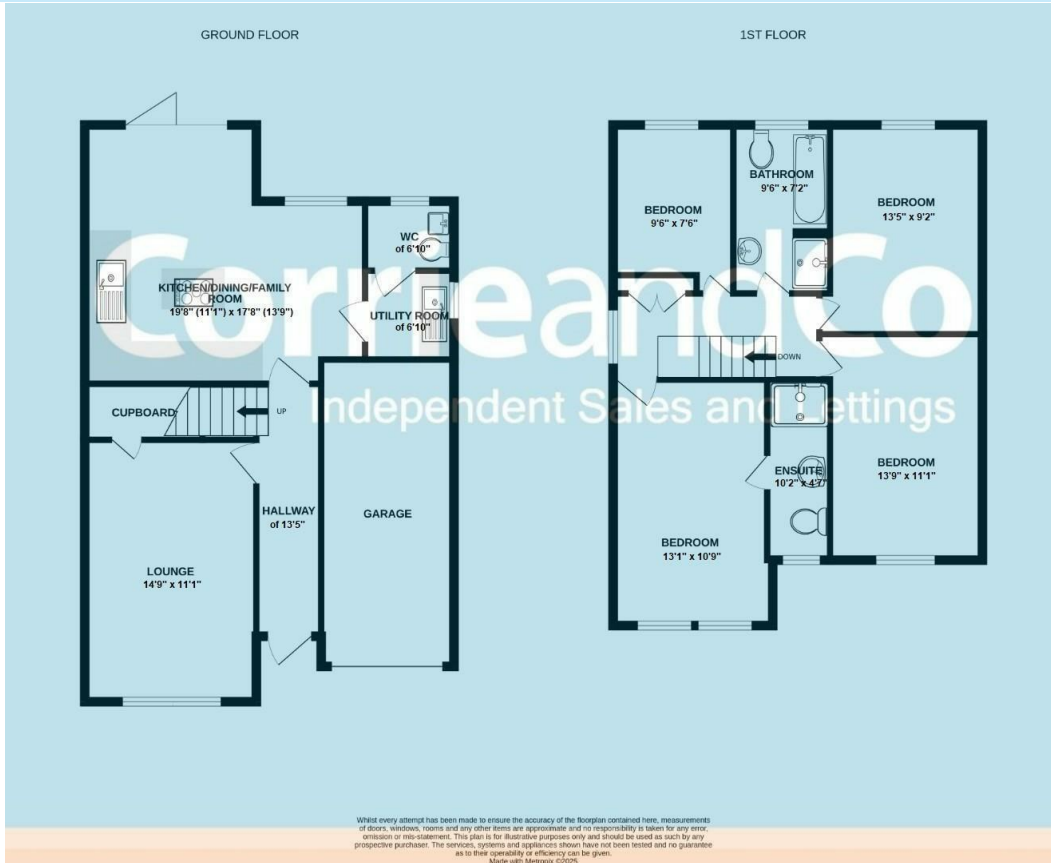 GROUND FLOOR
1ST FLOOR
KITCHEN/DINING/FAMILY
ROOM
19'8" (11'1") x 17'8" (13'9")
WC
of 6'10"
UTILITY ROOM
of 6'10"
CUPBOARD
UP
HALLWAY
of 13'5"
GARAGE
LOUNGE
14'9" x 11'1"
BEDROOM
9'6" x 7'6"
BATHROOM
9'6" x 7'2"
BEDROOM
13'5" x 9'2"
DOWN
BEDROOM
13'1" x 10'9"
ENSUITE
10'2" x 4'7"
BEDROOM
13'9" x 11'1"
CorrieandCo
Independent Sales and Lettings
Whilst every attempt has been made to ensure the accuracy of the floorplan contained here, measurements
of doors, windows, rooms and any other items are approximate and no responsibility is taken for any error,
omission or mis-statement. This plan is for illustrative purposes only and should be used as such by any
prospective purchaser. The services, systems and appliances shown have not been tested and no guarantee
as to their operability or efficiency can be given.
Made with Metropix ©2025